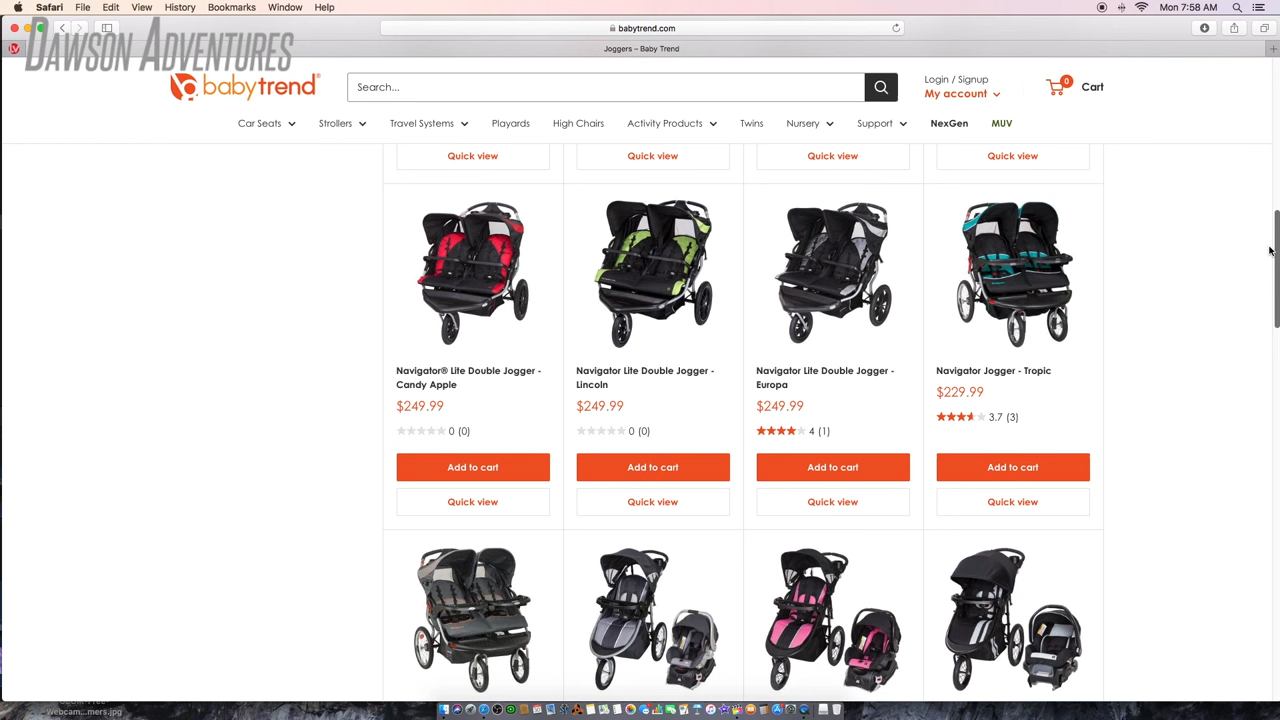 Safari File Edit View History Bookmarks Window Help Mon 7:58 AM
babytrend.com
Joggers – Baby Trend
DAWSON ADVENTURES
babytrend®
Search...
Login / Signup
My account
0
Cart
Car Seats Strollers Travel Systems Playards High Chairs Activity Products Twins Nursery Support NexGen MUV
Quick view Quick view Quick view Quick view
Navigator® Lite Double Jogger -
Candy Apple
$249.99
0 (0)
Add to cart
Quick view
Navigator Lite Double Jogger -
Lincoln
$249.99
0 (0)
Add to cart
Quick view
Navigator Lite Double Jogger -
Europa
$249.99
4 (1)
Add to cart
Quick view
Navigator Jogger - Tropic
$229.99
3.7 (3)
Add to cart
Quick view
Webcam...mers.jpg